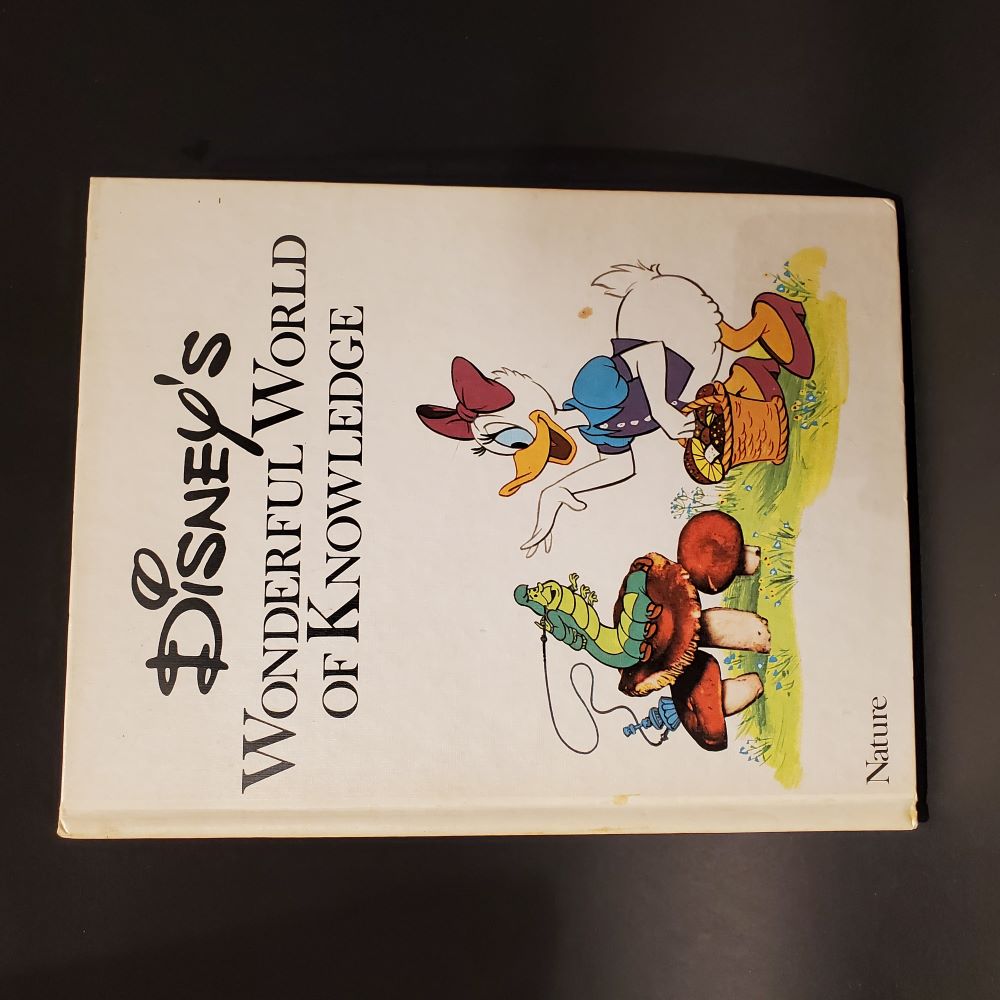 Disney's
Wonderful World
of Knowledge
Nature